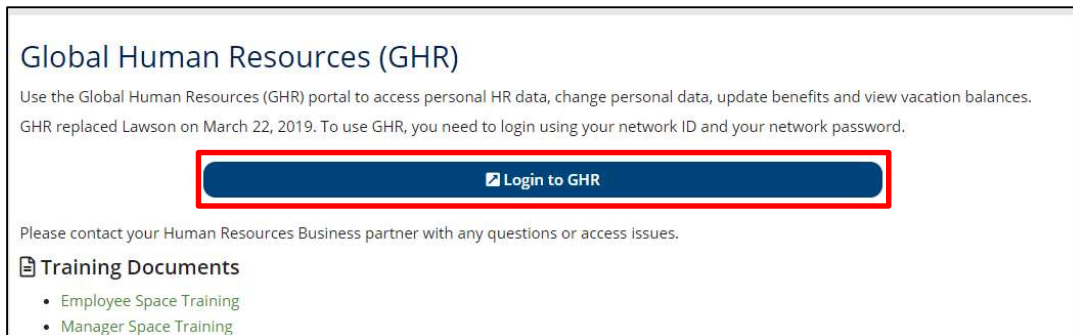 Global Human Resources (GHR)
Use the Global Human Resources (GHR) portal to access personal HR data, change personal data, update benefits and view vacation balances.
GHR replaced Lawson on March 22, 2019. To use GHR, you need to login using your network ID and your network password.
Login to GHR
Please contact your Human Resources Business partner with any questions or access issues.
Training Documents
• Employee Space Training
• Manager Space Training